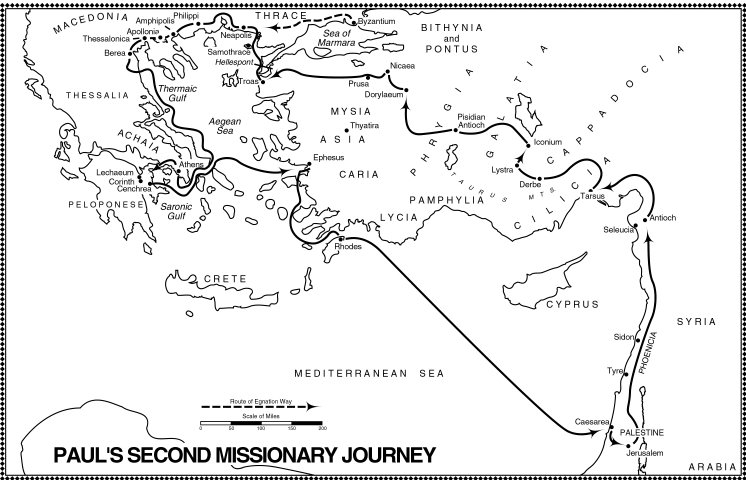 MACEDONIA
THRACE
Philippi
Amphipolis
Apollonia
Thessalonica
Berea
Neapolis
Byzantium
Sea of
Marmara
BITHYNIA
and
PONTUS
Samothrace
Hellespont
Troas
Nicaea
Prusa
Dorylaeum
THESSALIA
Thermaic
Gulf
Aegean
Sea
MYSIA
Thyatira
ASIA
PHRYGIA
GALATIA
CAPPADOCIA
Pisidian
Antioch
Iconium
Lystra
Derbe
TAURUS MTS.
CILICIA
Tarsus
ACHAIA
Athens
Lechaeum
Corinth
Cenchrea
Saronic
Gulf
PELOPONESE
Ephesus
CARIA
LYCIA
PAMPHYLIA
Rhodes
Antioch
Seleucia
CRETE
CYPRUS
SYRIA
Sidon
PHOENICIA
Tyre
MEDITERRANEAN SEA
Caesarea
PALESTINE
Jerusalem
ARABIA
Route of Egnation Way
Scale of Miles
0 50 100 150 200
PAUL'S SECOND MISSIONARY JOURNEY